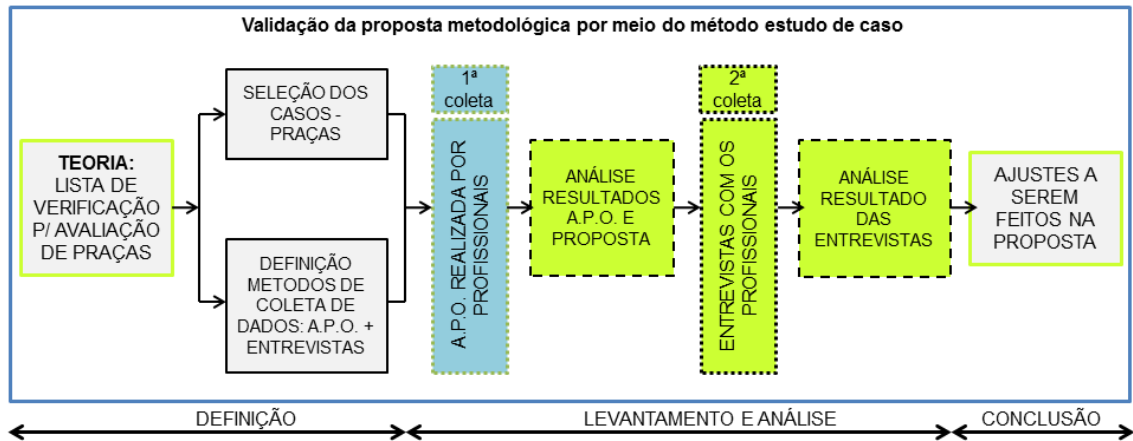 Validação da proposta metodológica por meio do método estudo de caso
TEORIA:
LISTA DE
VERIFICAÇÃO
P/ AVALIAÇÃO
DE PRAÇAS
SELEÇÃO DOS
CASOS -
PRAÇAS
DEFINIÇÃO
METODOS DE
COLETA DE
DADOS: A.P.O. +
ENTREVISTAS
1ª
coleta
A.P.O. REALIZADA POR
PROFISSIONAIS
ANÁLISE
RESULTADOS
A.P.O. E
PROPOSTA
2ª
coleta
ENTREVISTAS COM OS
PROFISSIONAIS
ANÁLISE
RESULTADO
DAS
ENTREVISTAS
AJUSTES A
SEREM
FEITOS NA
PROPOSTA
DEFINIÇÃO
LEVANTAMENTO E ANÁLISE
CONCLUSÃO